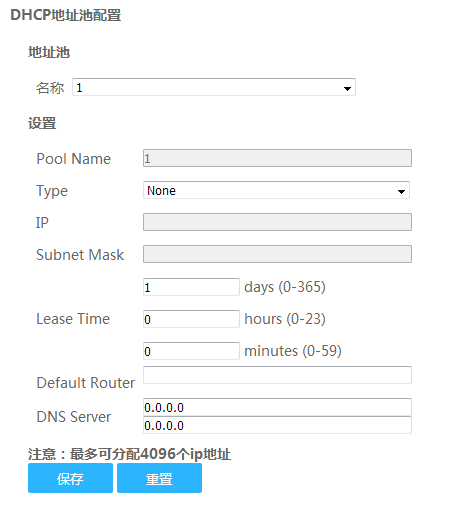 DHCP地址池配置
地址池
名称 1
设置
Pool Name 1
Type None
IP
Subnet Mask
1 days (0-365)
Lease Time 0 hours (0-23)
0 minutes (0-59)
Default Router
DNS Server 0.0.0.0
0.0.0.0
注意：最多可分配4096个ip地址
保存 重置